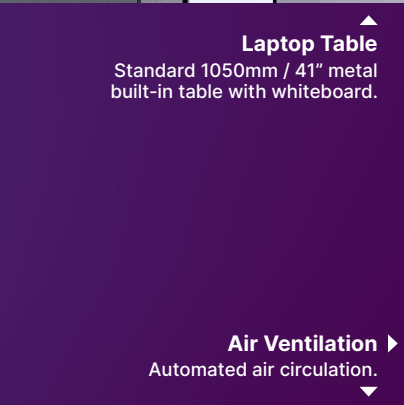 Laptop Table
Standard 1050mm / 41” metal
built-in table with whiteboard.
Air Ventilation
Automated air circulation.